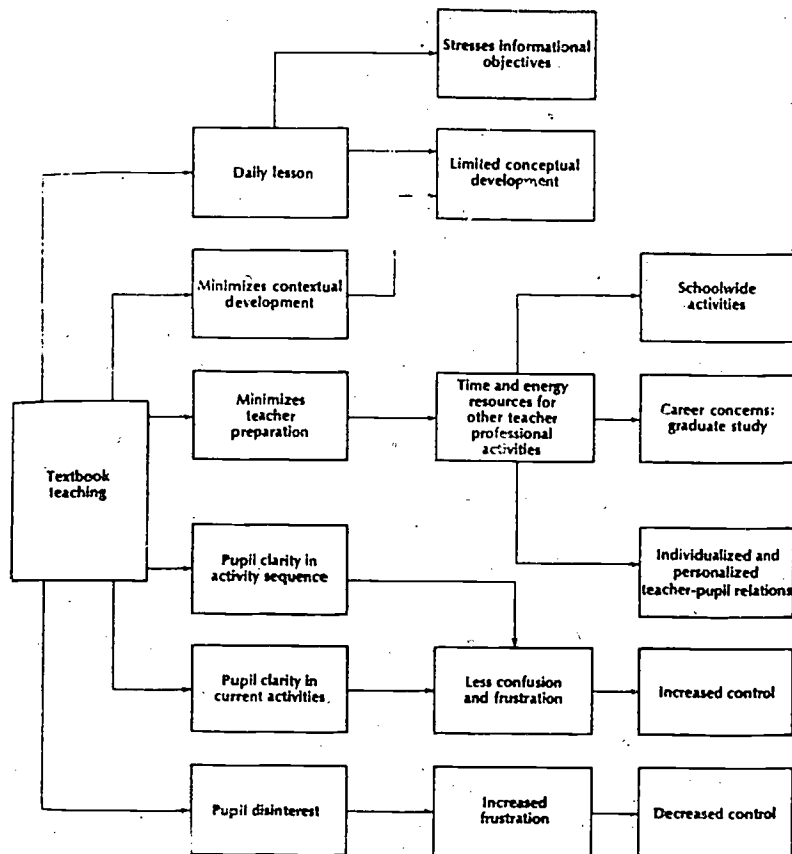 Stresses informational
objectives
Daily lesson
Limited conceptual
development
Minimizes contextual
development
Schoolwide
activities
Minimizes
teacher
preparation
Time and energy
resources for
other teacher
professional
activities
Career concerns:
graduate study
Textbook
teaching
Pupil clarity in
activity sequence
Individualized and
personalized
teacher-pupil relations
Pupil clarity in
current activities
Less confusion
and frustration
Increased control
Pupil disinterest
Increased
frustration
Decreased control